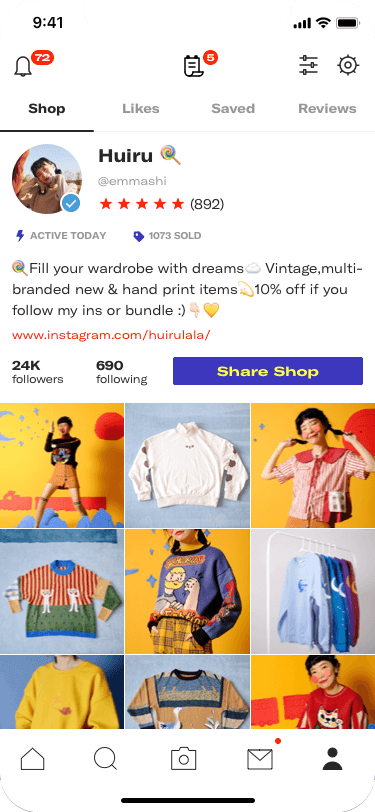 9:41
72
5
Shop
Likes
Saved
Reviews
Huiru 🍭
@emmashi
★★★★★ (892)
ACTIVE TODAY
1073 SOLD
🍭Fill your wardrobe with dreams☁️ Vintage,multi-
branded new & hand print items💫10% off if you
follow my ins or bundle :)👇🏻💛
www.instagram.com/huirulala/
24K
followers
690
following
Share Shop